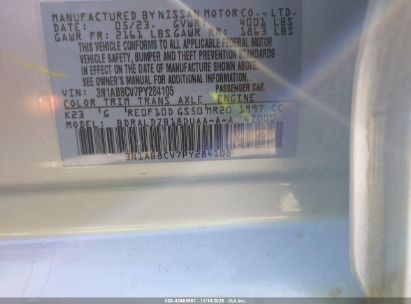 MANUFACTURED BY NISSAN MOTOR CO., LTD.
DATE: 05/23. GVWR: 4001 LBS
GAWR FR: 2161 LBS GAWR RR: 1863 LBS
THIS VEHICLE CONFORMS TO ALL APPLICABLE FEDERAL MOTOR
VEHICLE SAFETY, BUMPER, AND THEFT PREVENTION STANDARDS
IN EFFECT ON THE DATE OF MANUFACTURE SHOWN ABOVE.
SEE OWNER'S MANUAL FOR ADDITIONAL INFORMATION
VIN: 3N1AB8CV7PY284105 PASSENGER CAR.
COLOR TRIM TRANS AXLE ENGINE
K23 G RE0F10D GS50 MR20 1997 CC
MODEL: BDRALDZB18DUAA-A-A
3N1AB8CV7PY284105